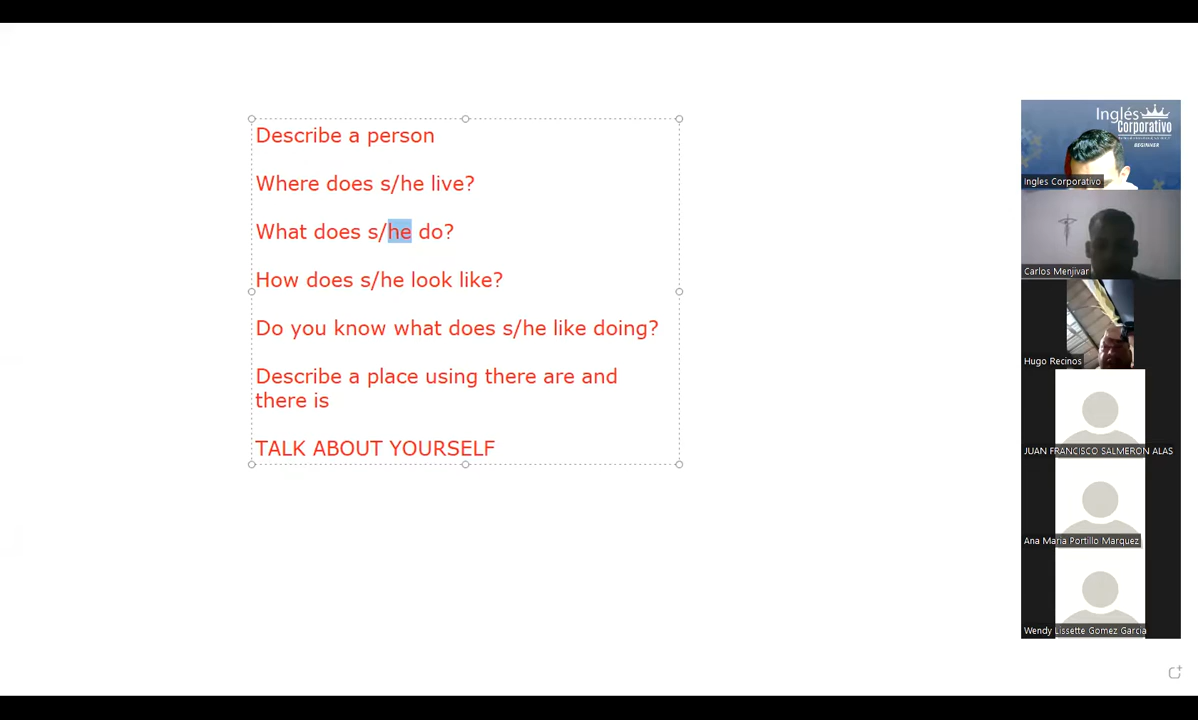 Describe a person
Where does s/he live?
What does s/he do?
How does s/he look like?
Do you know what does s/he like doing?
Describe a place using there are and
there is
TALK ABOUT YOURSELF
Inglés
Corporativo
BEGINNER
Ingles Corporativo
Carlos Menjivar
Hugo Recinos
JUAN FRANCISCO SALMERON ALAS
Ana Maria Portillo Marquez
Wendy Lissette Gomez Garcia